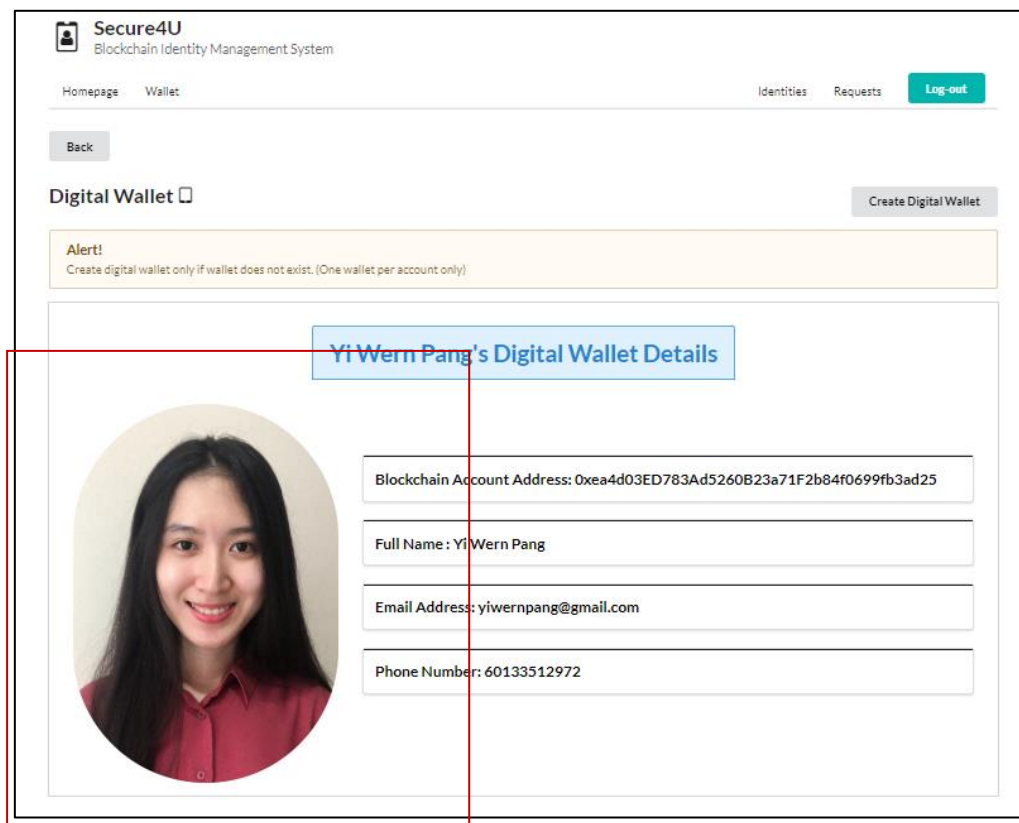 Secure4U
Blockchain Identity Management System
Homepage Wallet Identities Requests Log-out
Back
Digital Wallet Create Digital Wallet
Alert!
Create digital wallet only if wallet does not exist. (One wallet per account only)
Yi Wern Pang's Digital Wallet Details
Blockchain Account Address: 0xea4d03ED783Ad5260B23a71F2b84f0699fb3ad25
Full Name : Yi Wern Pang
Email Address: yiwernpang@gmail.com
Phone Number: 60133512972